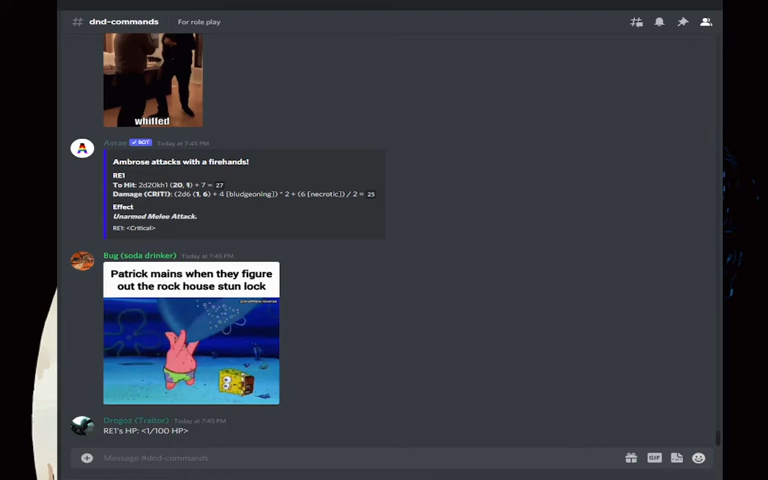 dnd-commands
For role play
whiffed
Avrae BOT Today at 7:45 PM
Ambrose attacks with a firehands!
RE1
To Hit: 2d20kh1 (20, 1) + 7 = 27
Damage (CRIT!): (2d6 (1, 6) + 4 [bludgeoning]) * 2 + (6 [necrotic]) / 2 = 25
Effect
Unarmed Melee Attack.
RE1: <Critical>
Bug (soda drinker) Today at 7:45 PM
Patrick mains when they figure
out the rock house stun lock
Drogoz (Traitor) Today at 7:45 PM
RE1's HP: <1/100 HP>
Message #dnd-commands
GIF